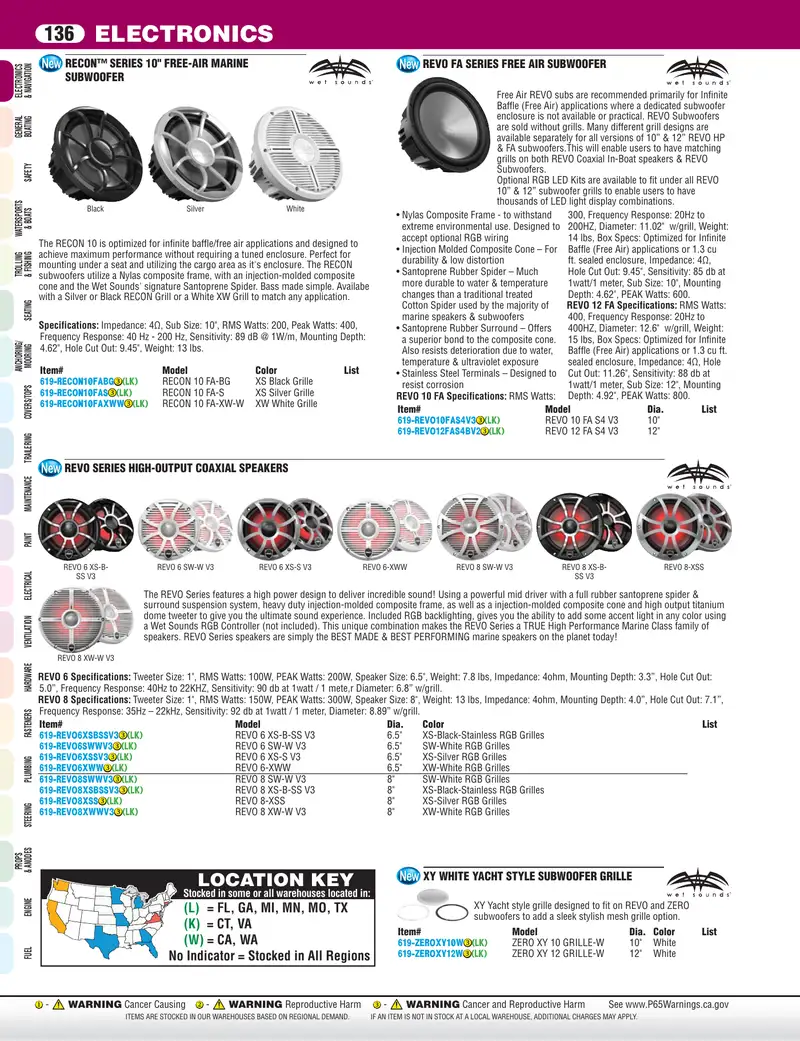 136 ELECTRONICS
ELECTRONICS
& NAVIGATION
GENERAL
BOATING
SAFETY
WATERSPORTS
& BOATS
TROLLING
& FISHING
SEATING
ANCHORING/
MOORING
COVERS/TOPS
TRAILERING
MAINTENANCE
PAINT
ELECTRICAL
VENTILATION
HARDWARE
FASTENERS
PLUMBING
STEERING
PROPS
& ANODES
ENGINE
FUEL
New RECON™ SERIES 10" FREE-AIR MARINE
SUBWOOFER
wet sounds
Black Silver White
The RECON 10 is optimized for infinite baffle/free air applications and designed to
achieve maximum performance without requiring a tuned enclosure. Perfect for
mounting under a seat and utilizing the cargo area as it's enclosure. The RECON
subwoofers utilize a Nylas composite frame, with an injection-molded composite
cone and the Wet Sounds' signature Santoprene Spider. Bass made simple. Availabe
with a Silver or Black RECON Grill or a White XW Grill to match any application.
Specifications: Impedance: 4Ω, Sub Size: 10", RMS Watts: 200, Peak Watts: 400,
Frequency Response: 40 Hz - 200 Hz, Sensitivity: 89 dB @ 1W/m, Mounting Depth:
4.62", Hole Cut Out: 9.45", Weight: 13 lbs.
Item# Model Color List
619-RECON10FABG3(LK) RECON 10 FA-BG XS Black Grille
619-RECON10FAS3(LK) RECON 10 FA-S XS Silver Grille
619-RECON10FAXWW3(LK) RECON 10 FA-XW-W XW White Grille
New REVO FA SERIES FREE AIR SUBWOOFER
wet sounds
Free Air REVO subs are recommended primarily for Infinite
Baffle (Free Air) applications where a dedicated subwoofer
enclosure is not available or practical. REVO Subwoofers
are sold without grills. Many different grill designs are
available separately for all versions of 10" & 12" REVO HP
& FA subwoofers.This will enable users to have matching
grills on both REVO Coaxial In-Boat speakers & REVO
Subwoofers.
Optional RGB LED Kits are available to fit under all REVO
10" & 12" subwoofer grills to enable users to have
thousands of LED light display combinations.
• Nylas Composite Frame - to withstand
extreme environmental use. Designed to
accept optional RGB wiring
• Injection Molded Composite Cone – For
durability & low distortion
• Santoprene Rubber Spider – Much
more durable to water & temperature
changes than a traditional treated
Cotton Spider used by the majority of
marine speakers & subwoofers
• Santoprene Rubber Surround – Offers
a superior bond to the composite cone.
Also resists deterioration due to water,
temperature & ultraviolet exposure
• Stainless Steel Terminals – Designed to
resist corrosion
REVO 10 FA Specifications: RMS Watts:
300, Frequency Response: 20Hz to
200HZ, Diameter: 11.02" w/grill, Weight:
14 lbs, Box Specs: Optimized for Infinite
Baffle (Free Air) applications or 1.3 cu
ft. sealed enclosure, Impedance: 4Ω,
Hole Cut Out: 9.45", Sensitivity: 85 db at
1watt/1 meter, Sub Size: 10", Mounting
Depth: 4.62", PEAK Watts: 600.
REVO 12 FA Specifications: RMS Watts:
400, Frequency Response: 20Hz to
400HZ, Diameter: 12.6" w/grill, Weight:
15 lbs, Box Specs: Optimized for Infinite
Baffle (Free Air) applications or 1.3 cu ft.
sealed enclosure, Impedance: 4Ω, Hole
Cut Out: 11.26", Sensitivity: 88 db at
1watt/1 meter, Sub Size: 12", Mounting
Depth: 4.92", PEAK Watts: 800.
Item# Model Dia. List
619-REVO10FAS4V33(LK) REVO 10 FA S4 V3 10"
619-REVO12FAS4BV23(LK) REVO 12 FA S4 V3 12"
New REVO SERIES HIGH-OUTPUT COAXIAL SPEAKERS
wet sounds
REVO 6 XS-B-
SS V3
REVO 6 SW-W V3
REVO 6 XS-S V3
REVO 6-XWW
REVO 8 SW-W V3
REVO 8 XS-B-
SS V3
REVO 8-XSS
REVO 8 XW-W V3
The REVO Series features a high power design to deliver incredible sound! Using a powerful mid driver with a full rubber santoprene spider &
surround suspension system, heavy duty injection-molded composite frame, as well as a injection-molded composite cone and high output titanium
dome tweeter to give you the ultimate sound experience. Included RGB backlighting, gives you the ability to add some accent light in any color using
a Wet Sounds RGB Controller (not included). This unique combination makes the REVO Series a TRUE High Performance Marine Class family of
speakers. REVO Series speakers are simply the BEST MADE & BEST PERFORMING marine speakers on the planet today!
REVO 6 Specifications: Tweeter Size: 1", RMS Watts: 100W, PEAK Watts: 200W, Speaker Size: 6.5", Weight: 7.8 lbs, Impedance: 4ohm, Mounting Depth: 3.3", Hole Cut Out:
5.0", Frequency Response: 40Hz to 22KHZ, Sensitivity: 90 db at 1watt / 1 mete,r Diameter: 6.8" w/grill.
REVO 8 Specifications: Tweeter Size: 1", RMS Watts: 150W, PEAK Watts: 300W, Speaker Size: 8", Weight: 13 lbs, Impedance: 4ohm, Mounting Depth: 4.0", Hole Cut Out: 7.1",
Frequency Response: 35Hz – 22kHz, Sensitivity: 92 db at 1watt / 1 meter, Diameter: 8.89" w/grill.
Item# Model Dia. Color List
619-REVO6XSBSSV33(LK) REVO 6 XS-B-SS V3 6.5" XS-Black-Stainless RGB Grilles
619-REVO6SWWV33(LK) REVO 6 SW-W V3 6.5" SW-White RGB Grilles
619-REVO6XSSV33(LK) REVO 6 XS-S V3 6.5" XS-Silver RGB Grilles
619-REVO6XWW3(LK) REVO 6-XWW 6.5" XW-White RGB Grilles
619-REVO8SWWV33(LK) REVO 8 SW-W V3 8" SW-White RGB Grilles
619-REVO8XSBSSV33(LK) REVO 8 XS-B-SS V3 8" XS-Black-Stainless RGB Grilles
619-REVO8XSS3(LK) REVO 8-XSS 8" XS-Silver RGB Grilles
619-REVO8XWWV33(LK) REVO 8 XW-W V3 8" XW-White RGB Grilles
LOCATION KEY
Stocked in some or all warehouses located in:
(L) = FL, GA, MI, MN, MO, TX
(K) = CT, VA
(W) = CA, WA
No Indicator = Stocked in All Regions
New XY WHITE YACHT STYLE SUBWOOFER GRILLE
wet sounds
XY Yacht style grille designed to fit on REVO and ZERO
subwoofers to add a sleek stylish mesh grille option.
Item# Model Dia. Color List
619-ZEROXY10W3(LK) ZERO XY 10 GRILLE-W 10" White
619-ZEROXY12W3(LK) ZERO XY 12 GRILLE-W 12" White
1 - WARNING Cancer Causing 2 - WARNING Reproductive Harm 3 - WARNING Cancer and Reproductive Harm See www.P65Warnings.ca.gov
ITEMS ARE STOCKED IN OUR WAREHOUSES BASED ON REGIONAL DEMAND. IF AN ITEM IS NOT IN STOCK AT A LOCAL WAREHOUSE, ADDITIONAL CHARGES MAY APPLY.